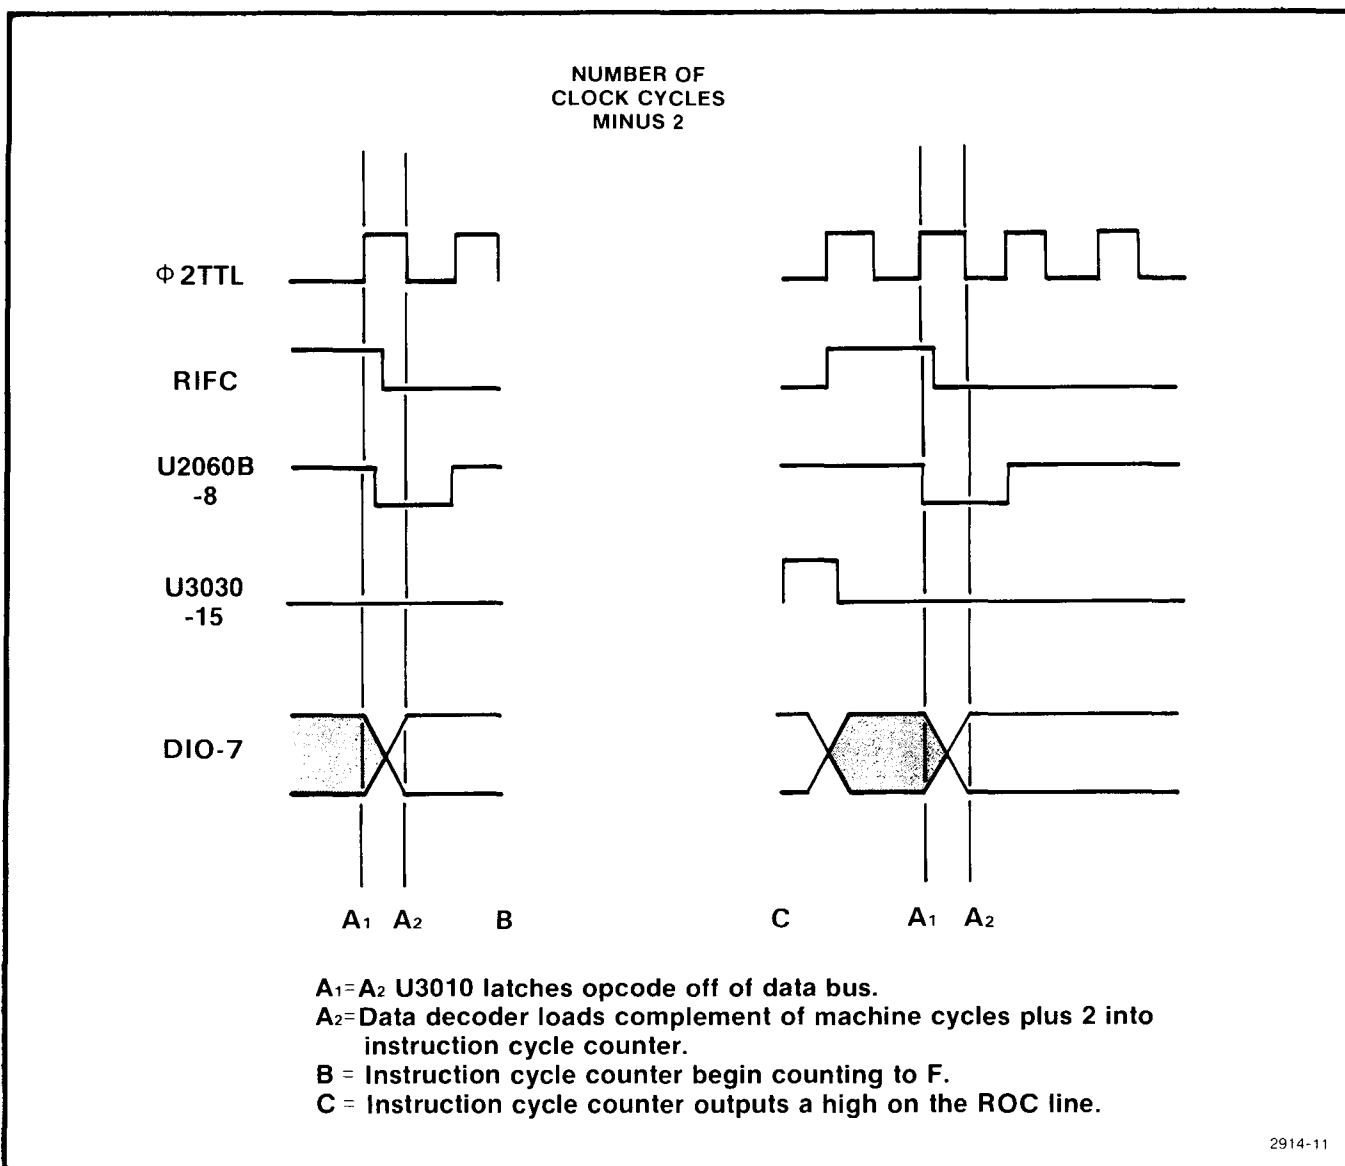 NUMBER OF
CLOCK CYCLES
MINUS 2
Φ2TTL
RIFC
U2060B
-8
U3030
-15
DIO-7
A1 A2 B C A1 A2
A1=A2 U3010 latches opcode off of data bus.
A2=Data decoder loads complement of machine cycles plus 2 into
instruction cycle counter.
B = Instruction cycle counter begin counting to F.
C = Instruction cycle counter outputs a high on the ROC line.
2914-11